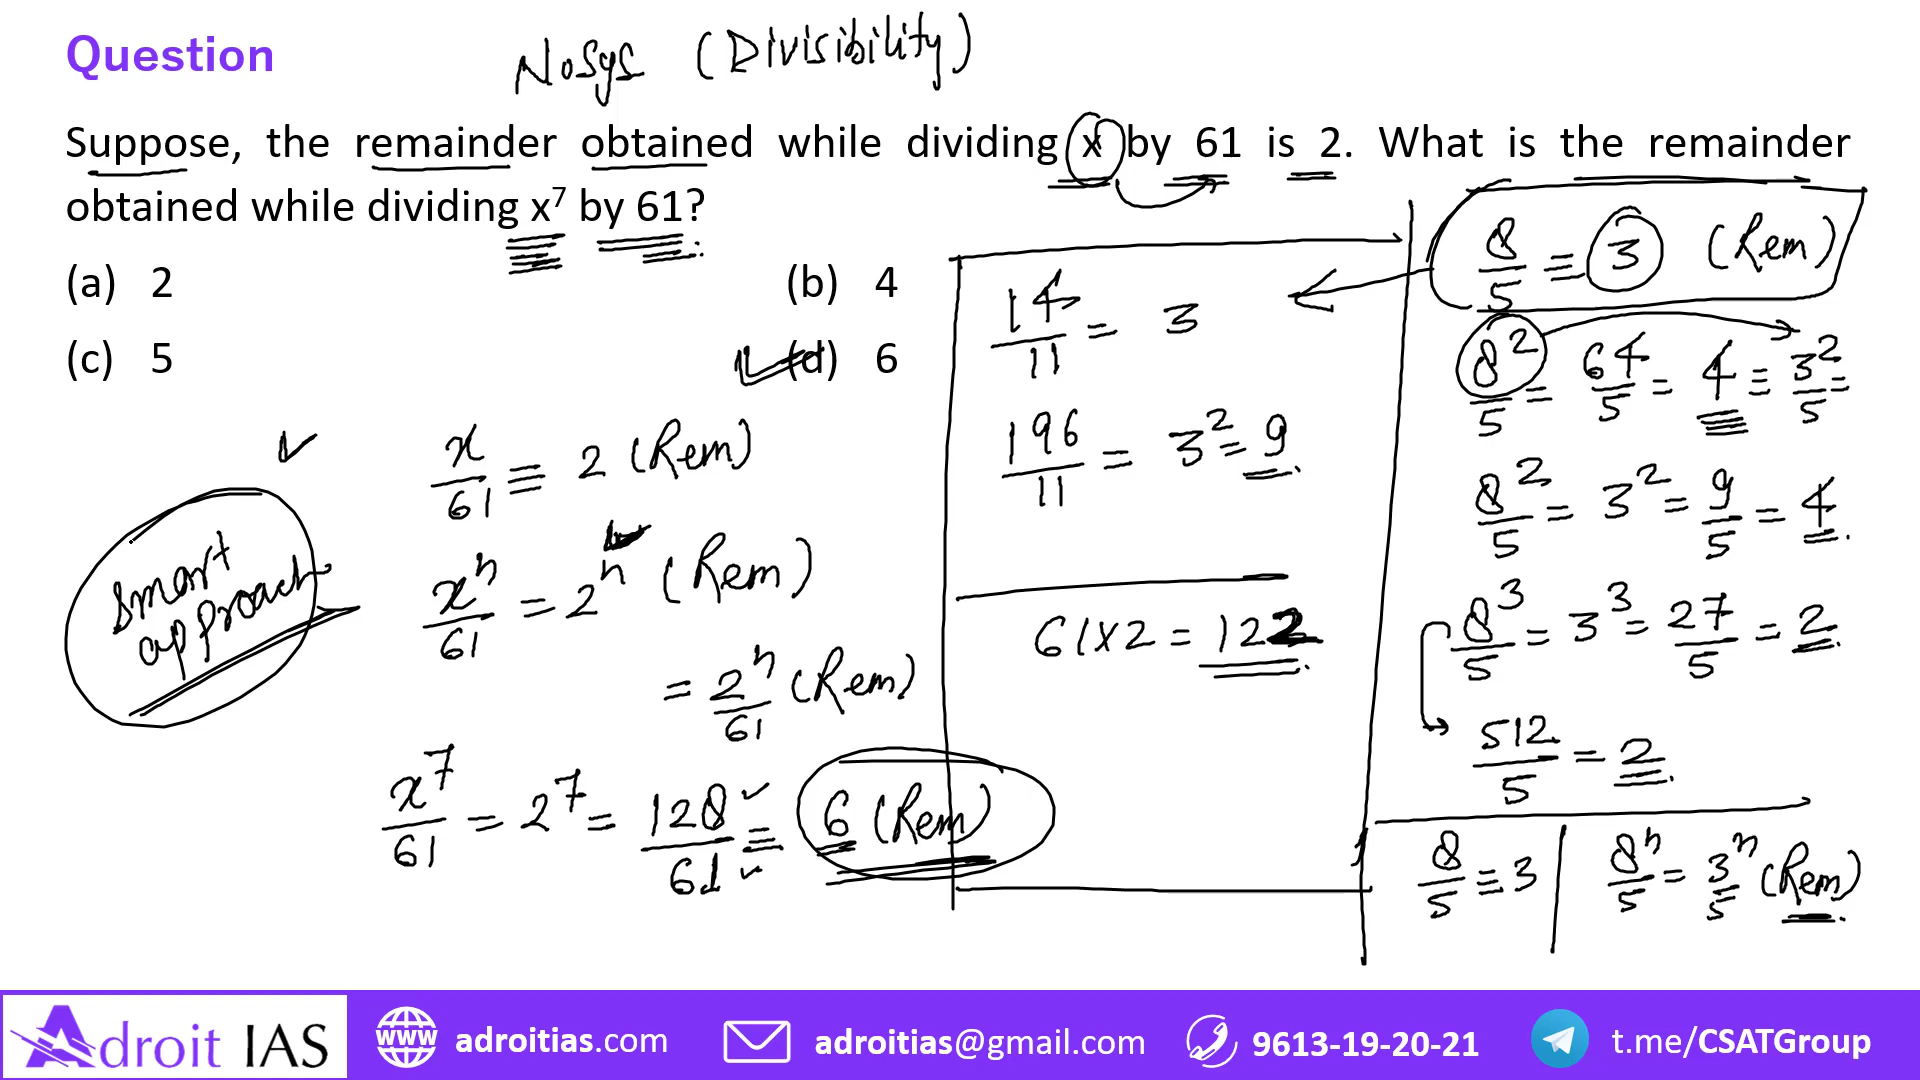 Question
NoSys (Divisibility)
Suppose, the remainder obtained while dividing x by 61 is 2. What is the remainder
obtained while dividing x⁷ by 61?
(a) 2
(b) 4
(c) 5
(d) 6
x/61 ≡ 2 (Rem)
Smart
approach
xⁿ/61 = 2ⁿ (Rem)
= 2ⁿ/61 (Rem)
x⁷/61 = 2⁷ = 128/61 ≡ 6 (Rem)
14/11 = 3
196/11 = 3² = 9
61x2 = 122
8/5 ≡ 3 (Rem)
8²/5 = 64/5 = 4 ≡ 3²/5 =
8²/5 = 3² = 9/5 = 4
8³/5 = 3³ = 27/5 = 2
512/5 = 2
8/5 ≡ 3
8ⁿ/5 = 3ⁿ/5 (Rem)
Adroit IAS
www
adroitias.com
adroitias@gmail.com
9613-19-20-21
t.me/CSATGroup